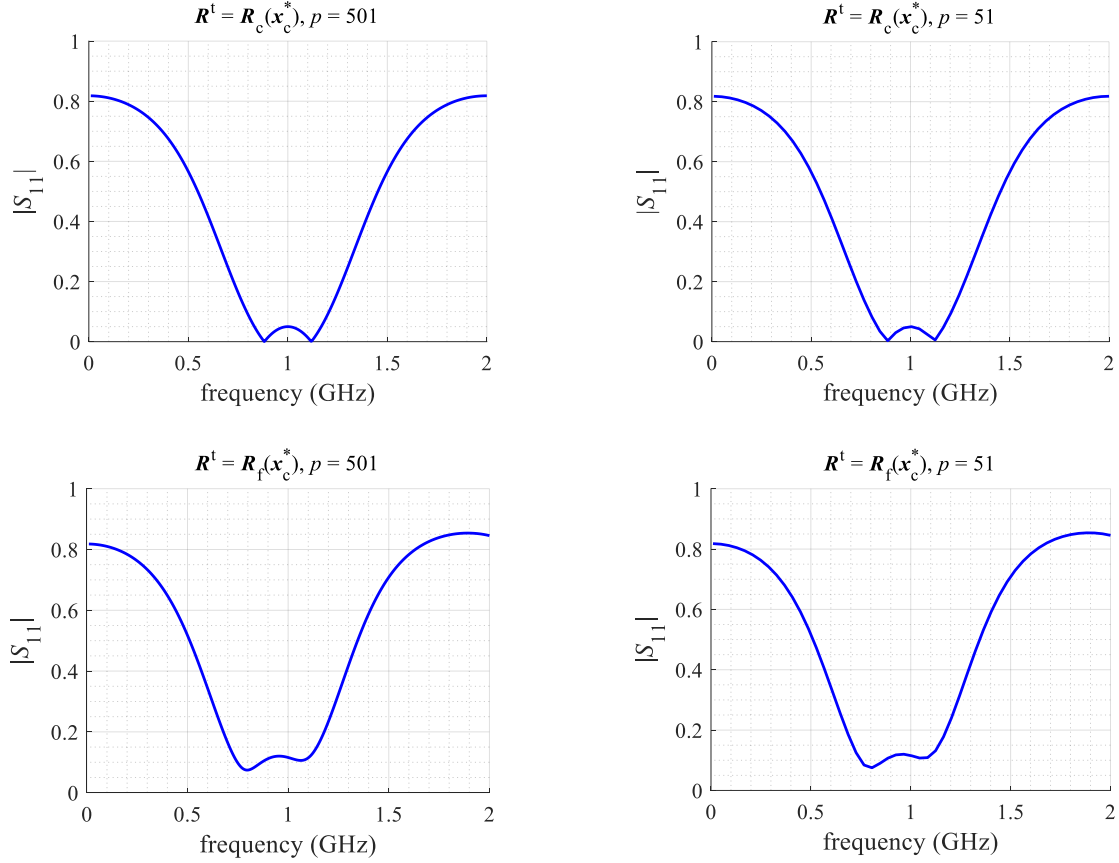 R^t = R_c(x_c^*), p = 501
1
0.8
0.6
0.4
0.2
0
|S_11|
0 0.5 1 1.5 2
frequency (GHz)
R^t = R_c(x_c^*), p = 51
1
0.8
0.6
0.4
0.2
0
|S_11|
0 0.5 1 1.5 2
frequency (GHz)
R^t = R_f(x_c^*), p = 501
1
0.8
0.6
0.4
0.2
0
|S_11|
0 0.5 1 1.5 2
frequency (GHz)
R^t = R_f(x_c^*), p = 51
1
0.8
0.6
0.4
0.2
0
|S_11|
0 0.5 1 1.5 2
frequency (GHz)